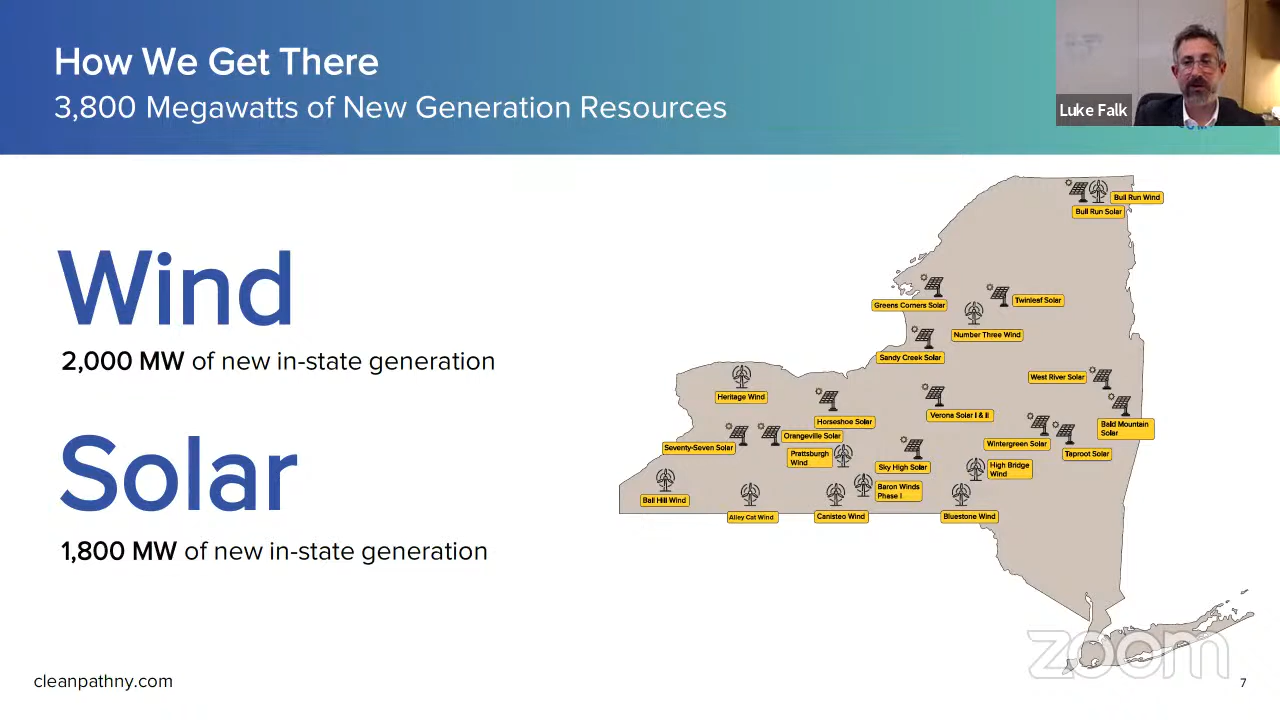 How We Get There
3,800 Megawatts of New Generation Resources
Luke Falk
Wind
2,000 MW of new in-state generation
Solar
1,800 MW of new in-state generation
Bull Run Wind
Bull Run Solar
Greens Corners Solar
Twinleaf Solar
Number Three Wind
Sandy Creek Solar
West River Solar
Heritage Wind
Horseshoe Solar
Verona Solar I & II
Bald Mountain
Solar
Orangeville Solar
Seventy-Seven Solar
Wintergreen Solar
Taproot Solar
Prattsburgh
Wind
Sky High Solar
High Bridge
Wind
Ball Hill Wind
Baron Winds
Phase I
Alley Cat Wind
Canisteo Wind
Bluestone Wind
zoom
cleanpathny.com
7